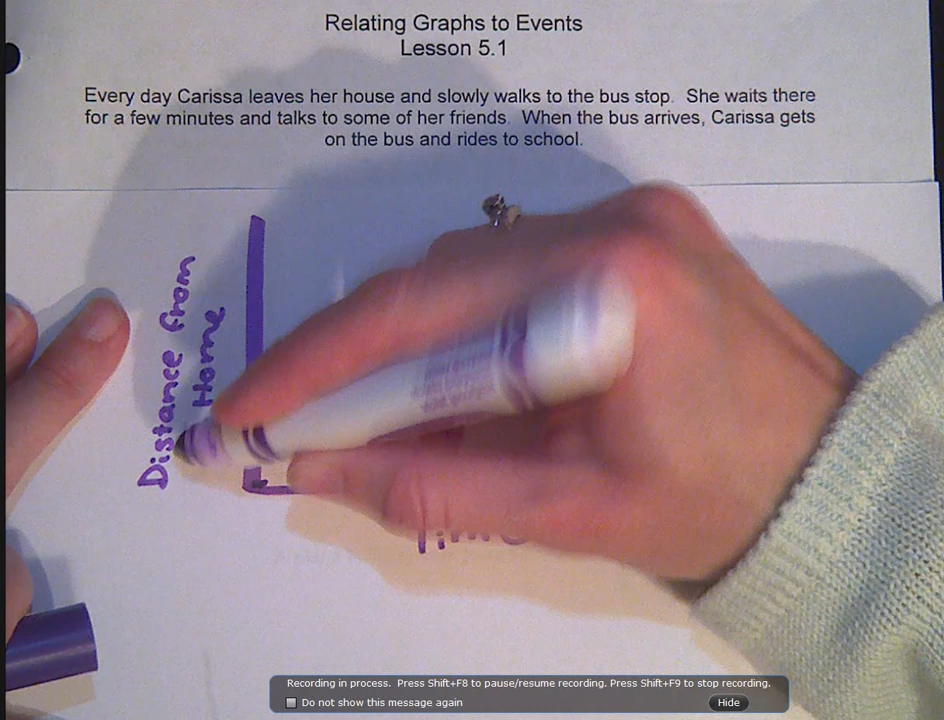 Relating Graphs to Events
Lesson 5.1
Every day Carissa leaves her house and slowly walks to the bus stop. She waits there
for a few minutes and talks to some of her friends. When the bus arrives, Carissa gets
on the bus and rides to school.
Distance from
Home
Recording in process. Press Shift+F8 to pause/resume recording. Press Shift+F9 to stop recording.
Do not show this message again
Hide